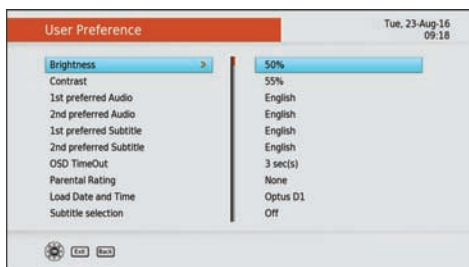 User Preference
Tue, 23-Aug-16
09:18
Brightness 50%
Contrast 55%
1st preferred Audio English
2nd preferred Audio English
1st preferred Subtitle English
2nd preferred Subtitle English
OSD TimeOut 3 sec(s)
Parental Rating None
Load Date and Time Optus D1
Subtitle selection Off
Exit Back